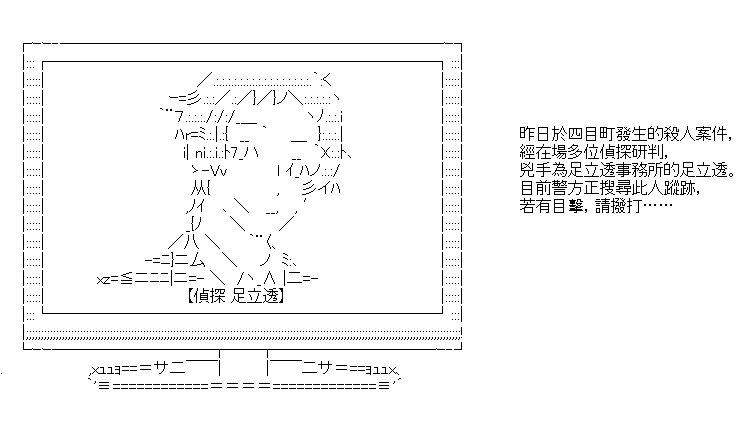 昨日於四目町發生的殺人案件,
經在場多位偵探研判,
兇手為足立透事務所的足立透。
目前警方正搜尋此人蹤跡,
若有目擊,請撥打……
【偵探 足立透】